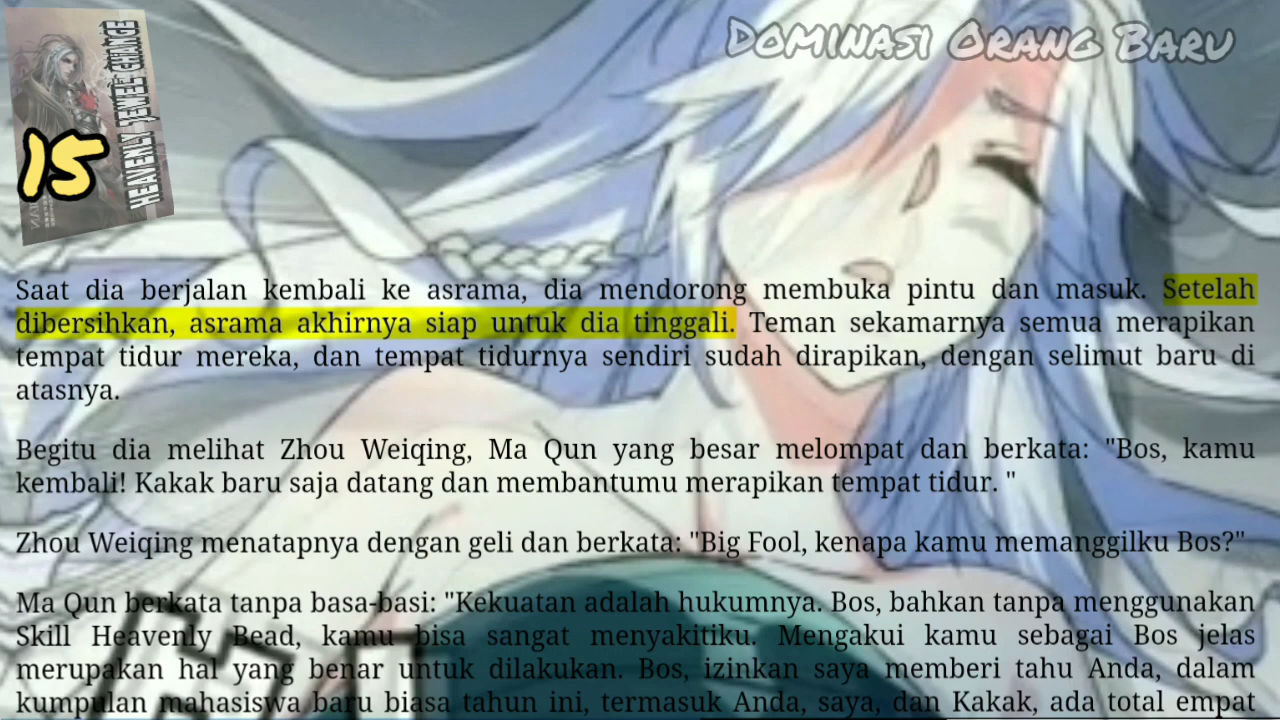 Dominasi Orang Baru
HEAVENLY JEWEL CHANGE
15
Saat dia berjalan kembali ke asrama, dia mendorong membuka pintu dan masuk. Setelah
dibersihkan, asrama akhirnya siap untuk dia tinggali. Teman sekamarnya semua merapikan
tempat tidur mereka, dan tempat tidurnya sendiri sudah dirapikan, dengan selimut baru di
atasnya.
Begitu dia melihat Zhou Weiqing, Ma Qun yang besar melompat dan berkata: "Bos, kamu
kembali! Kakak baru saja datang dan membantumu merapikan tempat tidur. "
Zhou Weiqing menatapnya dengan geli dan berkata: "Big Fool, kenapa kamu memanggilku Bos?"
Ma Qun berkata tanpa basa-basi: "Kekuatan adalah hukumnya. Bos, bahkan tanpa menggunakan
Skill Heavenly Bead, kamu bisa sangat menyakitiku. Mengakui kamu sebagai Bos jelas
merupakan hal yang benar untuk dilakukan. Bos, izinkan saya memberi tahu Anda, dalam
kumpulan mahasiswa baru biasa tahun ini, termasuk Anda, saya, dan Kakak, ada total empat